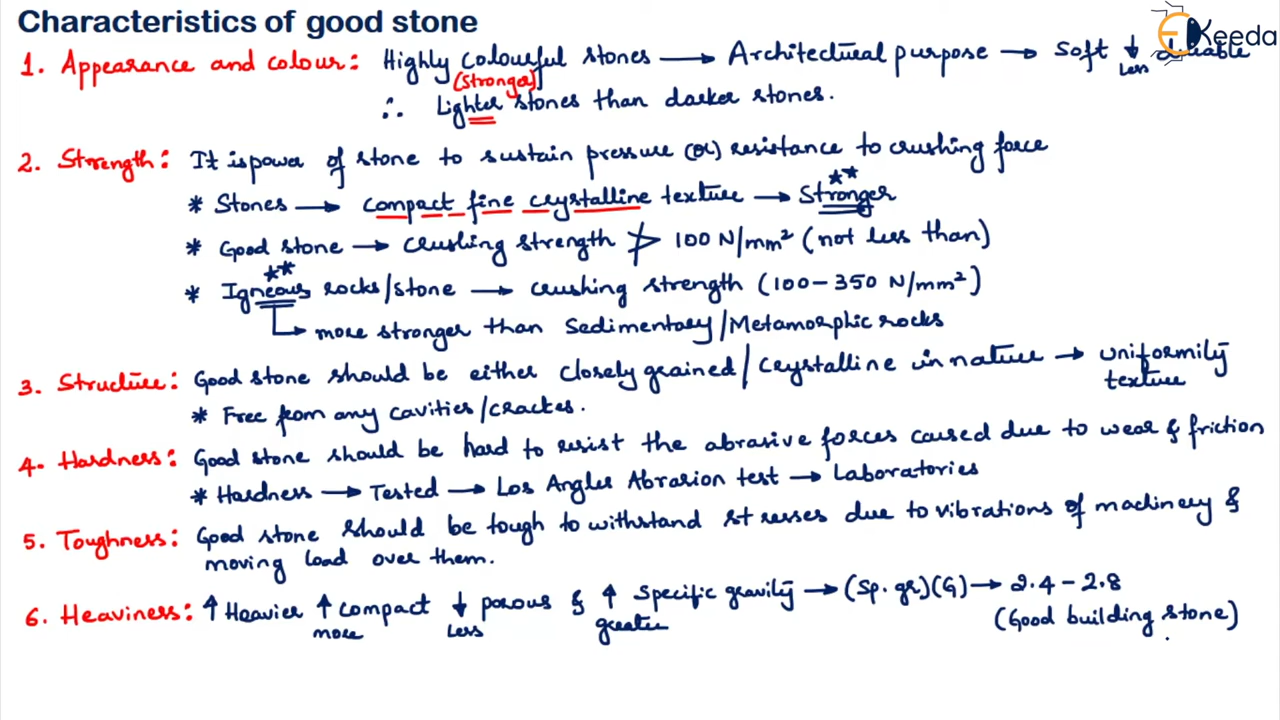 Characteristics of good stone
Keeda
1. Appearance and colour: Highly colourful stones → Architectural purpose → Soft ↓
Less
(stronger)
∴ Lighter stones than darker stones.
2. Strength: It is power of stone to sustain pressure (or) resistance to crushing force
* Stones → compact fine crystalline texture → Stronger **
* Good stone → crushing strength ≯ 100 N/mm² (not less than)
* Igneous ** rocks/stone → crushing strength (100-350 N/mm²)
↳ more stronger than Sedimentary/Metamorphic rocks
3. Structure: Good stone should be either closely grained/crystalline in nature → uniformily
texture
* Free from any cavities/crackes.
4. Hardness: Good stone should be hard to resist the abrasive forces caused due to wear & friction
* Hardness → Tested → Los Angles Abrasion test → Laboratories
5. Toughness: Good stone should be tough to withstand stresses due to vibrations of machinery &
moving load over them.
6. Heaviness: ↑ Heavier ↑ compact ↓ porous & ↑ Specific gravity → (Sp. gr)(G) → 2.4 - 2.8
more Less greater (Good building stone)